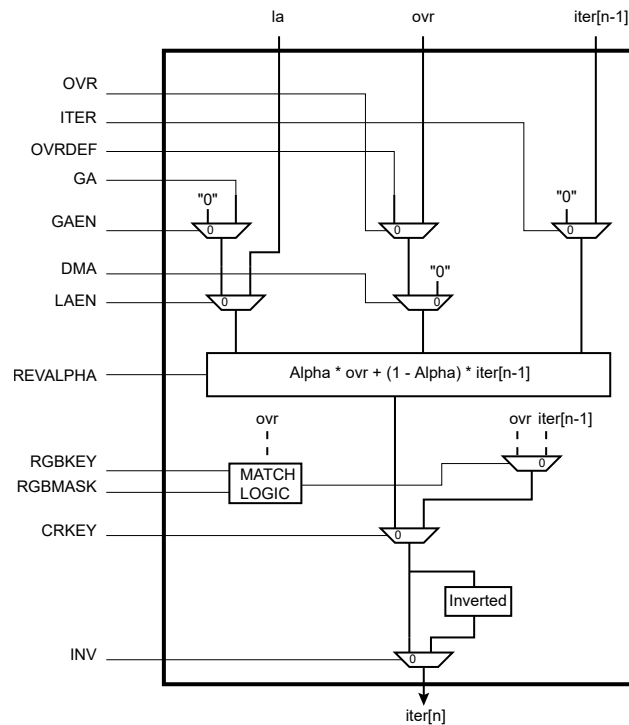 la ovr iter[n-1]
OVR
ITER
OVRDEF
GA
"0" "0"
GAEN 0 0 0
DMA "0"
LAEN 0 0
REVALPHA Alpha * ovr + (1 - Alpha) * iter[n-1]
ovr ovr iter[n-1]
RGBKEY MATCH 0
RGBMASK LOGIC
CRKEY 0
Inverted
INV 0
iter[n]